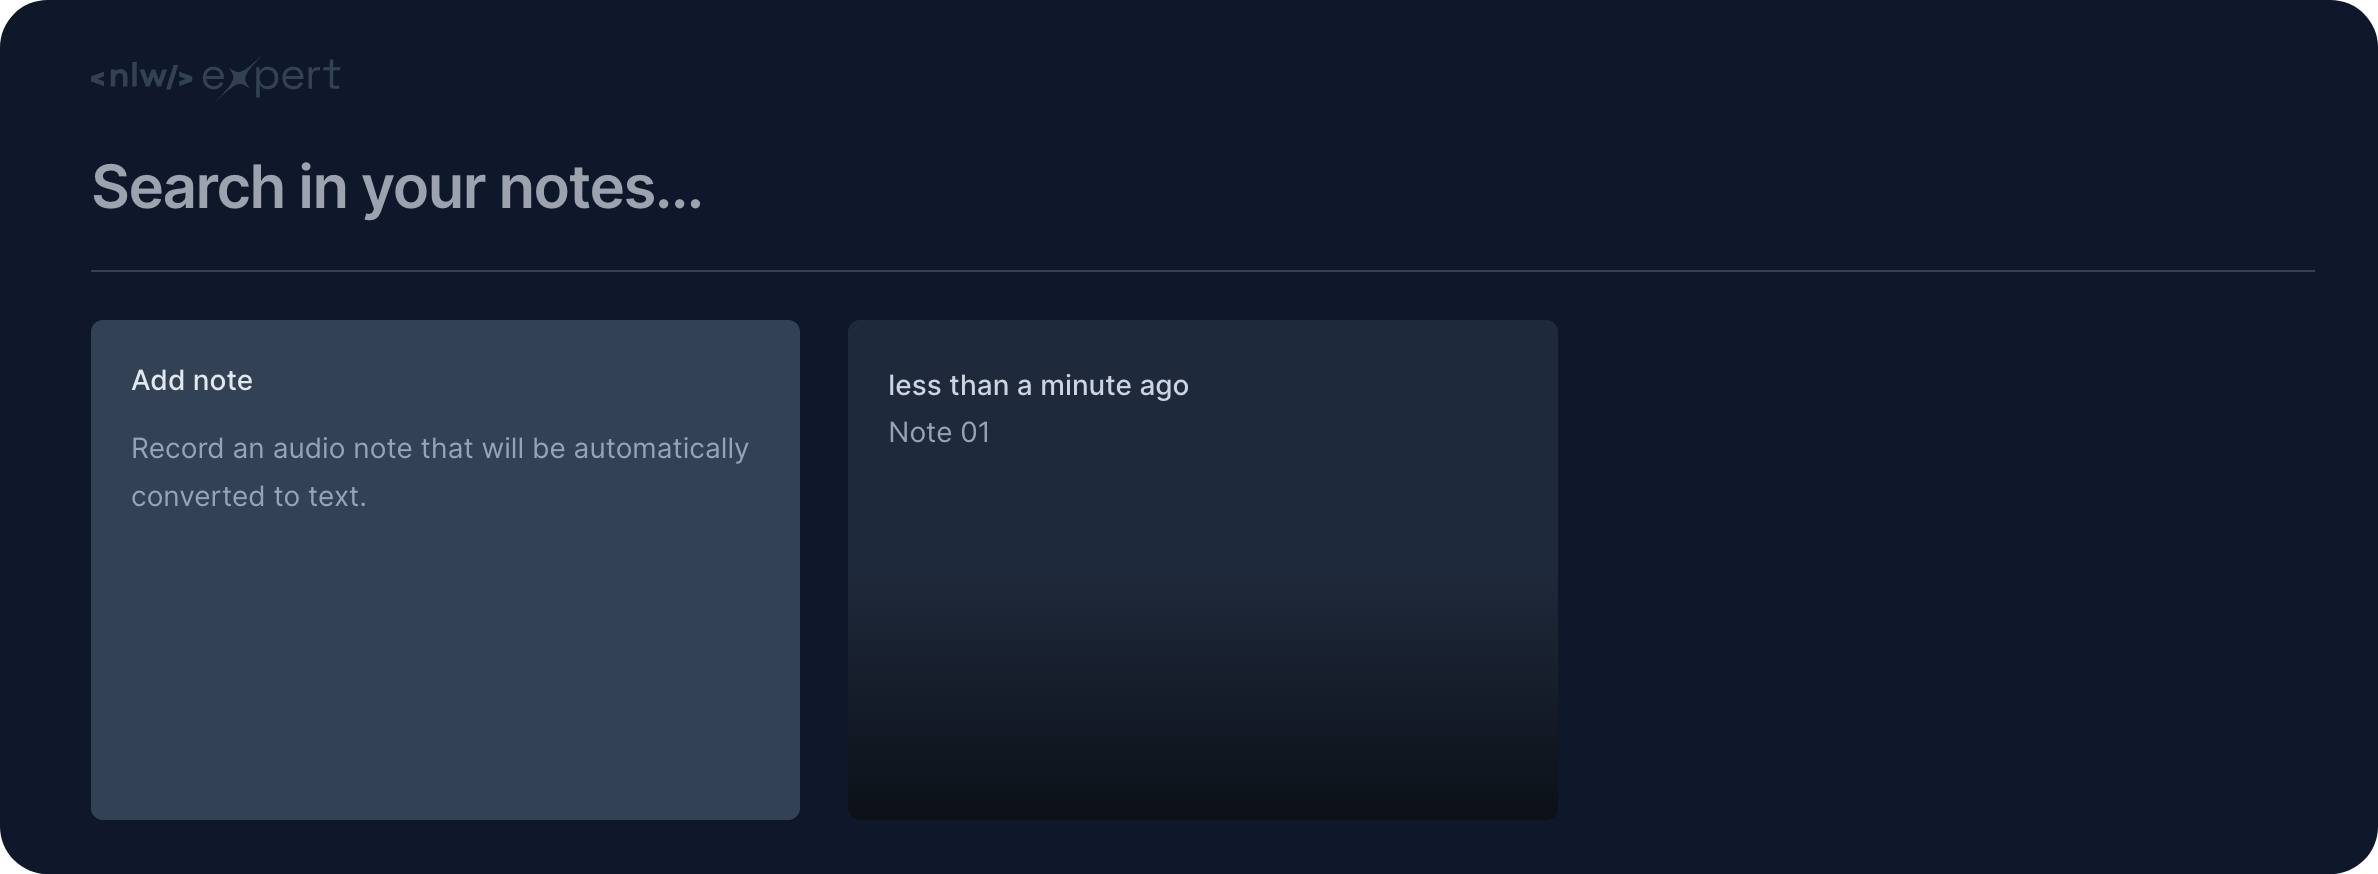 <nlw/> expert
Search in your notes...
Add note
Record an audio note that will be automatically
converted to text.
less than a minute ago
Note 01